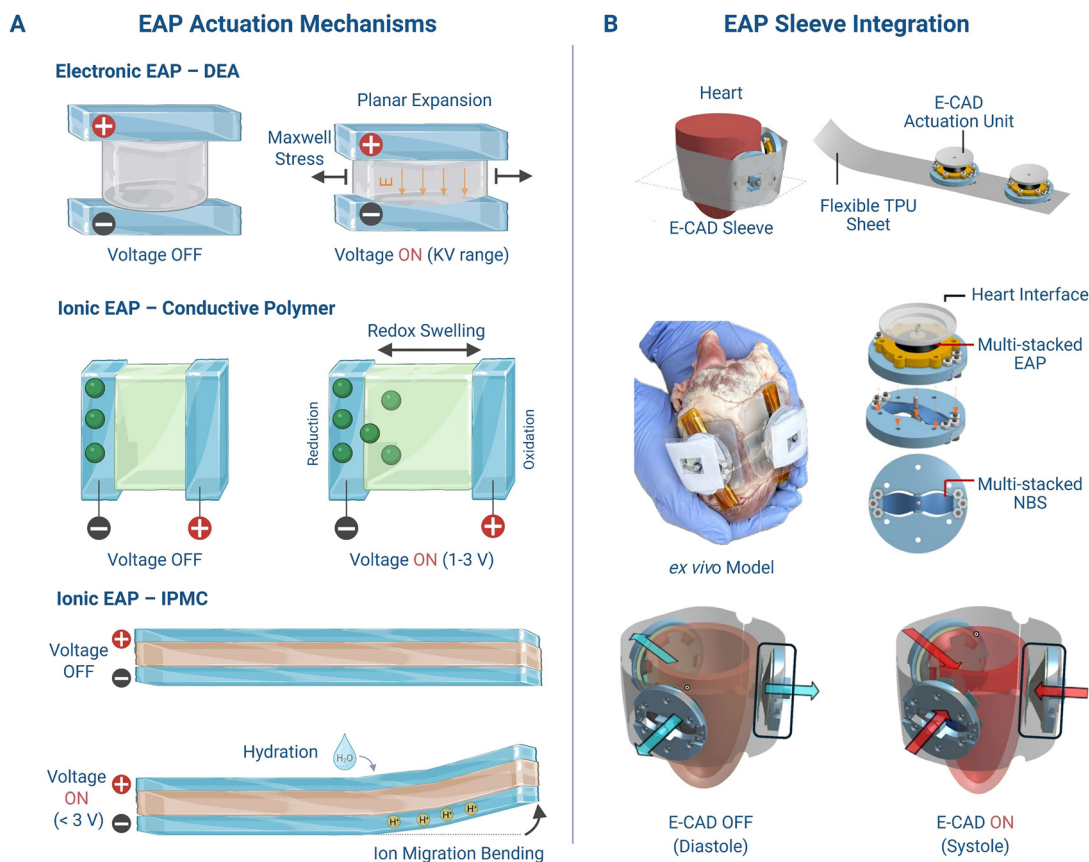 A
EAP Actuation Mechanisms
Electronic EAP – DEA
+
−
Voltage OFF
Planar Expansion
Maxwell
Stress
+
E
−
Voltage ON (KV range)
Ionic EAP – Conductive Polymer
−
+
Voltage OFF
Redox Swelling
Reduction
Oxidation
−
+
Voltage ON (1-3 V)
Ionic EAP – IPMC
Voltage
OFF
+
−
Hydration
H₂O
Voltage
ON
(< 3 V)
+
−
H⁺ H⁺ H⁺ H⁺
Ion Migration Bending
B
EAP Sleeve Integration
Heart
E-CAD Sleeve
E-CAD
Actuation Unit
Flexible TPU
Sheet
ex vivo Model
Heart Interface
Multi-stacked
EAP
Multi-stacked
NBS
E-CAD OFF
(Diastole)
E-CAD ON
(Systole)